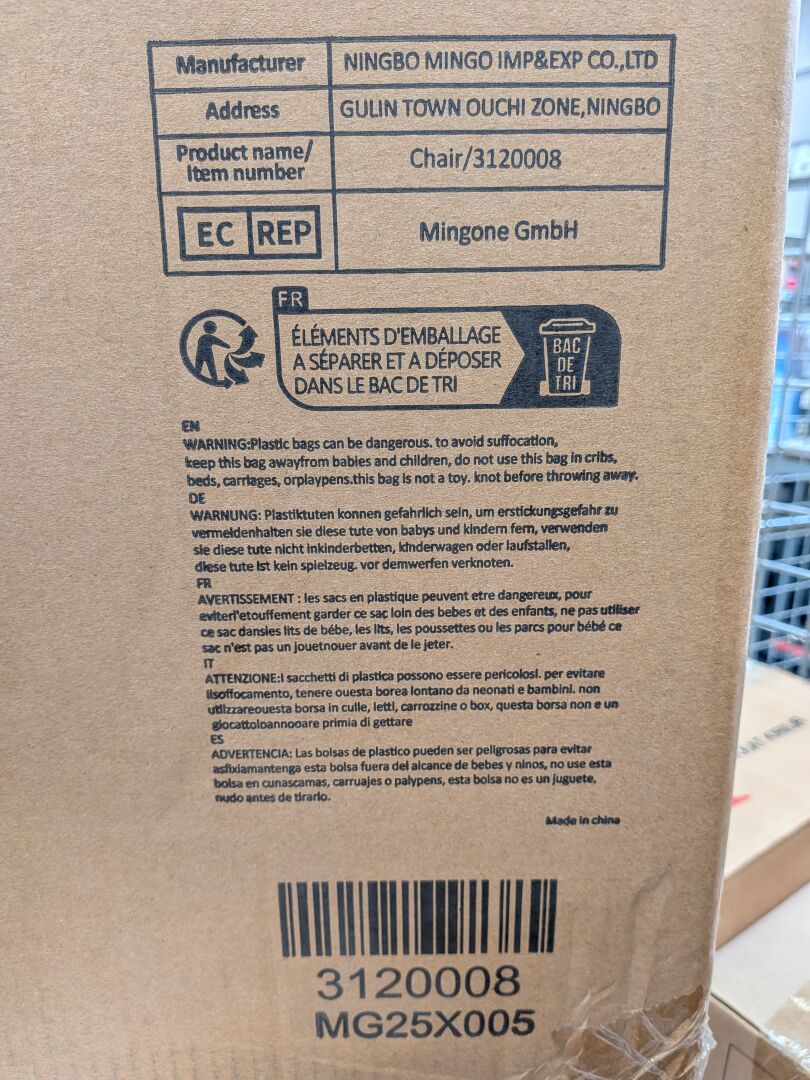 Manufacturer NINGBO MINGO IMP&EXP CO.,LTD
Address GULIN TOWN OUCHI ZONE,NINGBO
Product name/
Item number Chair/3120008
EC REP Mingone GmbH
FR
ÉLÉMENTS D'EMBALLAGE
A SÉPARER ET A DÉPOSER
DANS LE BAC DE TRI
BAC
DE
TRI
EN
WARNING:Plastic bags can be dangerous. to avoid suffocation,
keep this bag awayfrom babies and children, do not use this bag in cribs,
beds, carrlages, orplaypens.this bag is not a toy. knot before throwing away.
DE
WARNUNG: Plastiktuten konnen gefahrlich sein, um erstickungsgefahr zu
vermeidenhalten sie diese tute von babys und kindern fern, verwenden
sie diese tute nicht inkinderbetten, kinderwagen oder laufstallen,
diese tute ist kein spielzeug. vor demwerfen verknoten.
FR
AVERTISSEMENT : les sacs en plastique peuvent etre dangereux, pour
eviterl'etouffement garder ce sac loin des bebes et des enfants, ne pas utiliser
ce sac dansles lits de bébe, les lits, les poussettes ou les parcs pour bébé ce
sac n'est pas un jouetnouer avant de le jeter.
IT
ATTENZIONE:I sacchetti di plastica possono essere pericolosi. per evitare
ilsoffocamento, tenere ouesta borea lontano da neonati e bambini. non
utilizzareouesta borsa in culle, letti, carrozzine o box, questa borsa non e un
giocattoloannooare primia di gettare
ES
ADVERTENCIA: Las bolsas de plastico pueden ser peligrosas para evitar
asfixiamantenga esta bolsa fuera del alcance de bebes y ninos, no use esta
bolsa en cunascamas, carruajes o palypens, esta bolsa no es un juguete,
nudo antes de tirarlo.
Made in china
3120008
MG25X005